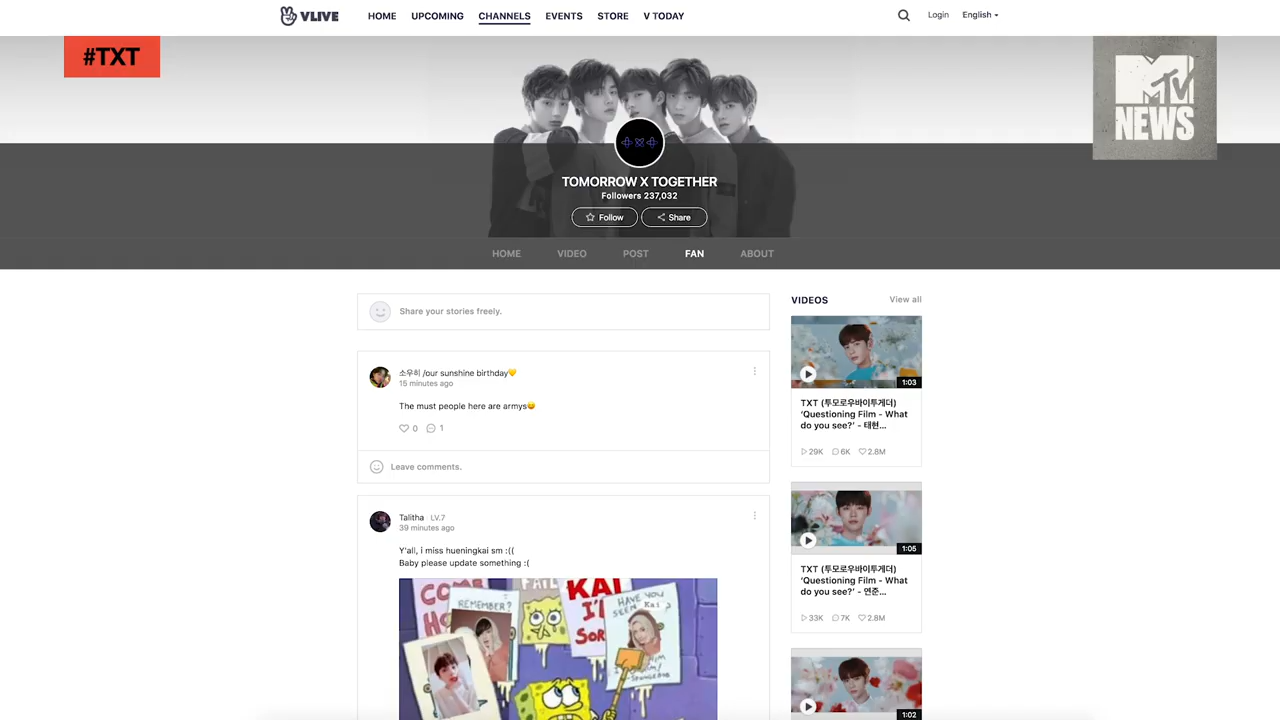 VLIVE
HOME UPCOMING CHANNELS EVENTS STORE V TODAY
Login English
#TXT
MTV
NEWS
TOMORROW X TOGETHER
Followers 237,032
Follow Share
HOME VIDEO POST FAN ABOUT
Share your stories freely.
소우히 /our sunshine birthday💛
15 minutes ago
The must people here are armys😄
0 1
Leave comments.
Talitha LV.7
39 minutes ago
Y'all, i miss hueningkai sm :((
Baby please update something :(
REMEMBER?
FAIL
KAI
I'L
SOR
HAVE YOU
SEEN Kai ?
VIDEOS View all
1:03
TXT (투모로우바이투게더)
‘Questioning Film - What
do you see?’ - 태현...
29K 6K 2.8M
1:05
TXT (투모로우바이투게더)
‘Questioning Film - What
do you see?’ - 연준...
33K 7K 2.8M
1:02